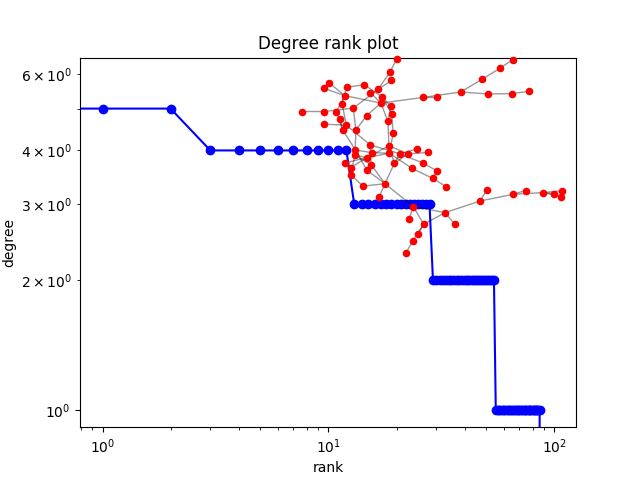 Degree rank plot
degree
6 × 10⁰
4 × 10⁰
3 × 10⁰
2 × 10⁰
10⁰
10⁰ 10¹ 10²
rank